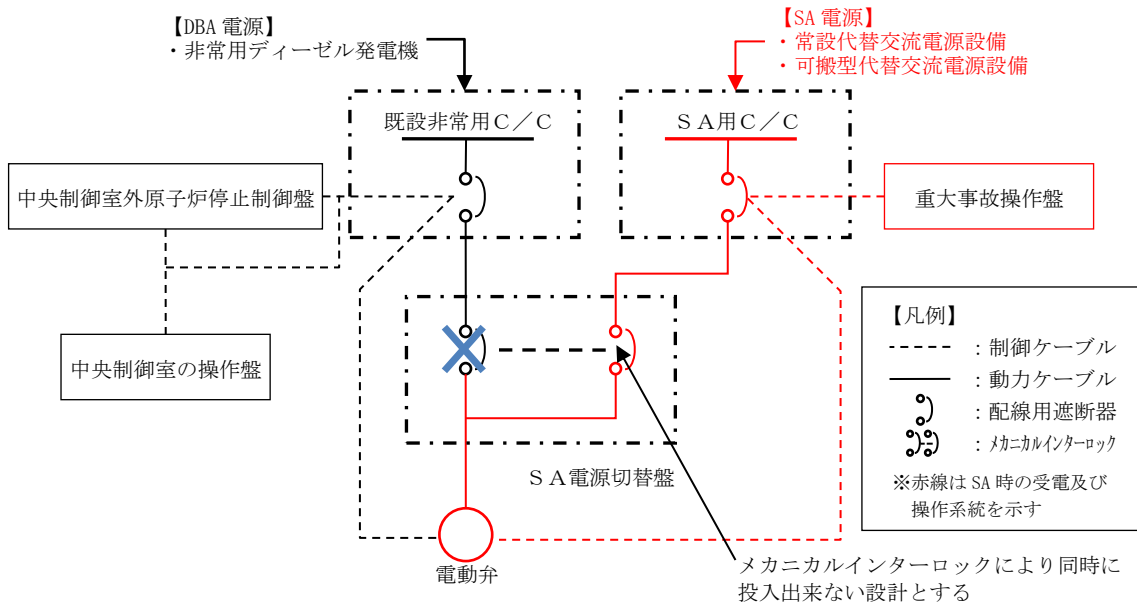 【DBA 電源】
・非常用ディーゼル発電機
【SA 電源】
・常設代替交流電源設備
・可搬型代替交流電源設備
既設非常用Ｃ／Ｃ
ＳＡ用Ｃ／Ｃ
中央制御室外原子炉停止制御盤
重大事故操作盤
中央制御室の操作盤
ＳＡ電源切替盤
電動弁
メカニカルインターロックにより同時に
投入出来ない設計とする
【凡例】
：制御ケーブル
：動力ケーブル
：配線用遮断器
：ﾒｶﾆｶﾙｲﾝﾀｰﾛｯｸ
※赤線は SA 時の受電及び
操作系統を示す